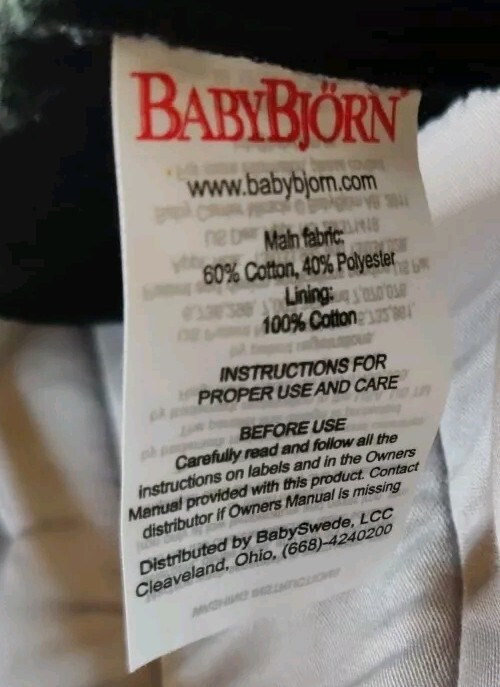 BABYBJÖRN
www.babybjorn.com
Main fabric:
60% Cotton, 40% Polyester
Lining:
100% Cotton
INSTRUCTIONS FOR
PROPER USE AND CARE
BEFORE USE
Carefully read and follow all the
instructions on labels and in the Owners
Manual provided with this product. Contact
distributor if Owners Manual is missing
Distributed by BabySwede, LCC
Cleaveland, Ohio, (668)-4240200